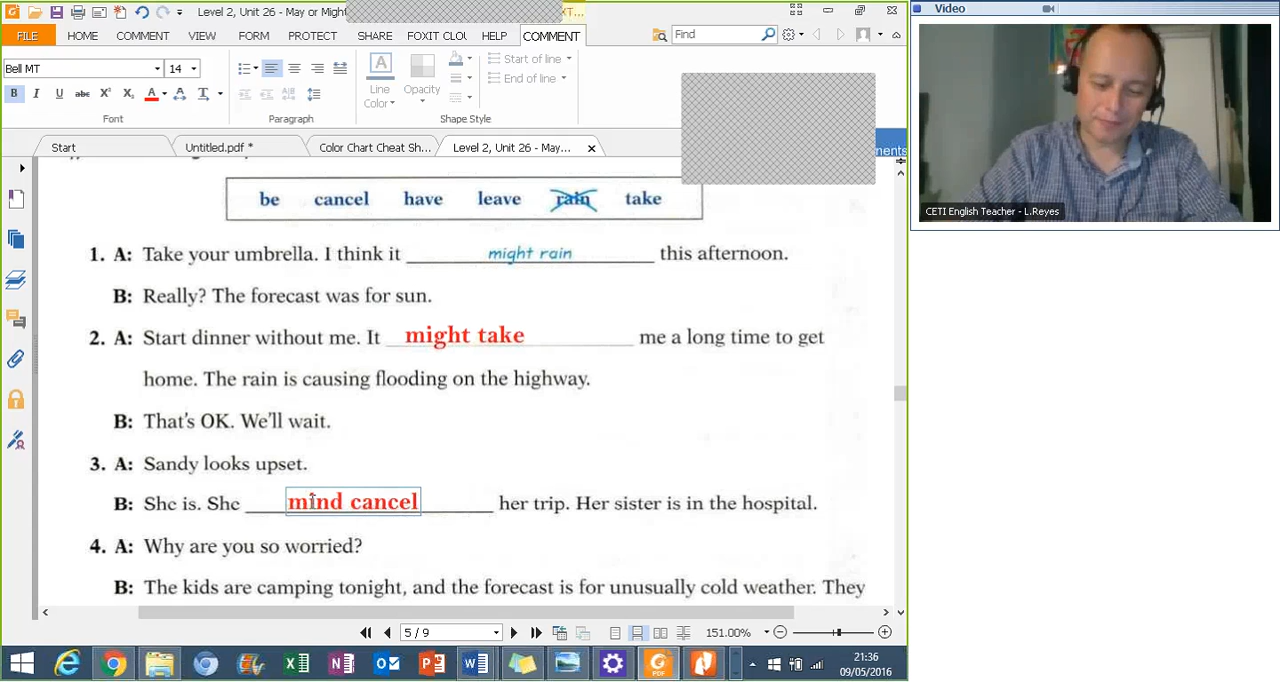 Level 2, Unit 26 - May or Migh
XT...
Video
FILE HOME COMMENT VIEW FORM PROTECT SHARE FOXIT CLOU HELP COMMENT Find
Bell MT 14
Start of line
End of line
B I U abc X² X₂ A A T
Line Color
Opacity
Font Paragraph Shape Style
Start Untitled.pdf * Color Chart Cheat Sh... Level 2, Unit 26 - May...
nents
be cancel have leave rain take
CETI English Teacher - L.Reyes
1. A: Take your umbrella. I think it might rain this afternoon.
B: Really? The forecast was for sun.
2. A: Start dinner without me. It might take me a long time to get
home. The rain is causing flooding on the highway.
B: That's OK. We'll wait.
3. A: Sandy looks upset.
B: She is. She mind cancel her trip. Her sister is in the hospital.
4. A: Why are you so worried?
B: The kids are camping tonight, and the forecast is for unusually cold weather. They
5 / 9 151.00%
21:36
09/05/2016